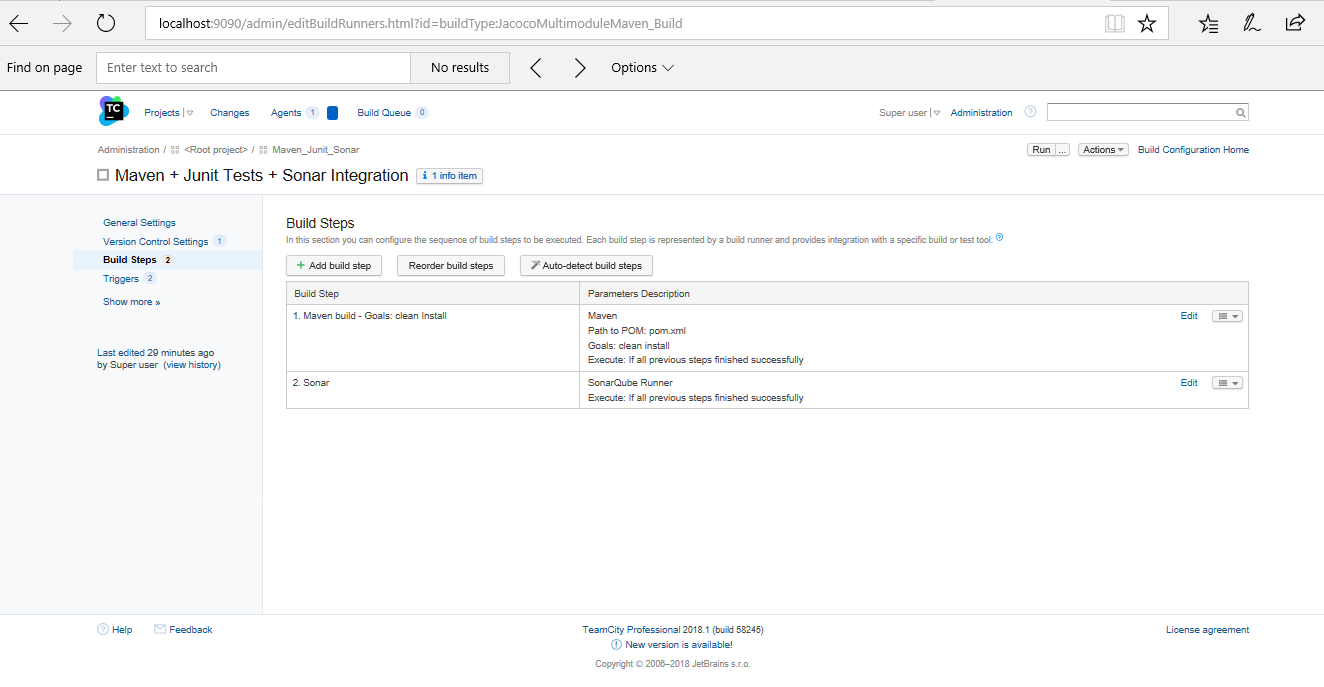 localhost:9090/admin/editBuildRunners.html?id=buildType:JacocoMultimoduleMaven_Build
Find on page Enter text to search No results Options
TC Projects Changes Agents 1 Build Queue 0 Super user Administration
Administration / <Root project> / Maven_Junit_Sonar Run ... Actions Build Configuration Home
Maven + Junit Tests + Sonar Integration 1 info item
General Settings
Version Control Settings 1
Build Steps 2
Triggers 2
Show more »
Last edited 29 minutes ago
by Super user (view history)
Build Steps
In this section you can configure the sequence of build steps to be executed. Each build step is represented by a build runner and provides integration with a specific build or test tool.
Add build step Reorder build steps Auto-detect build steps
Build Step Parameters Description
1. Maven build - Goals: clean Install Maven Edit
Path to POM: pom.xml
Goals: clean install
Execute: If all previous steps finished successfully
2. Sonar SonarQube Runner Edit
Execute: If all previous steps finished successfully
Help Feedback TeamCity Professional 2018.1 (build 58245) License agreement
New version is available!
Copyright © 2006–2018 JetBrains s.r.o.